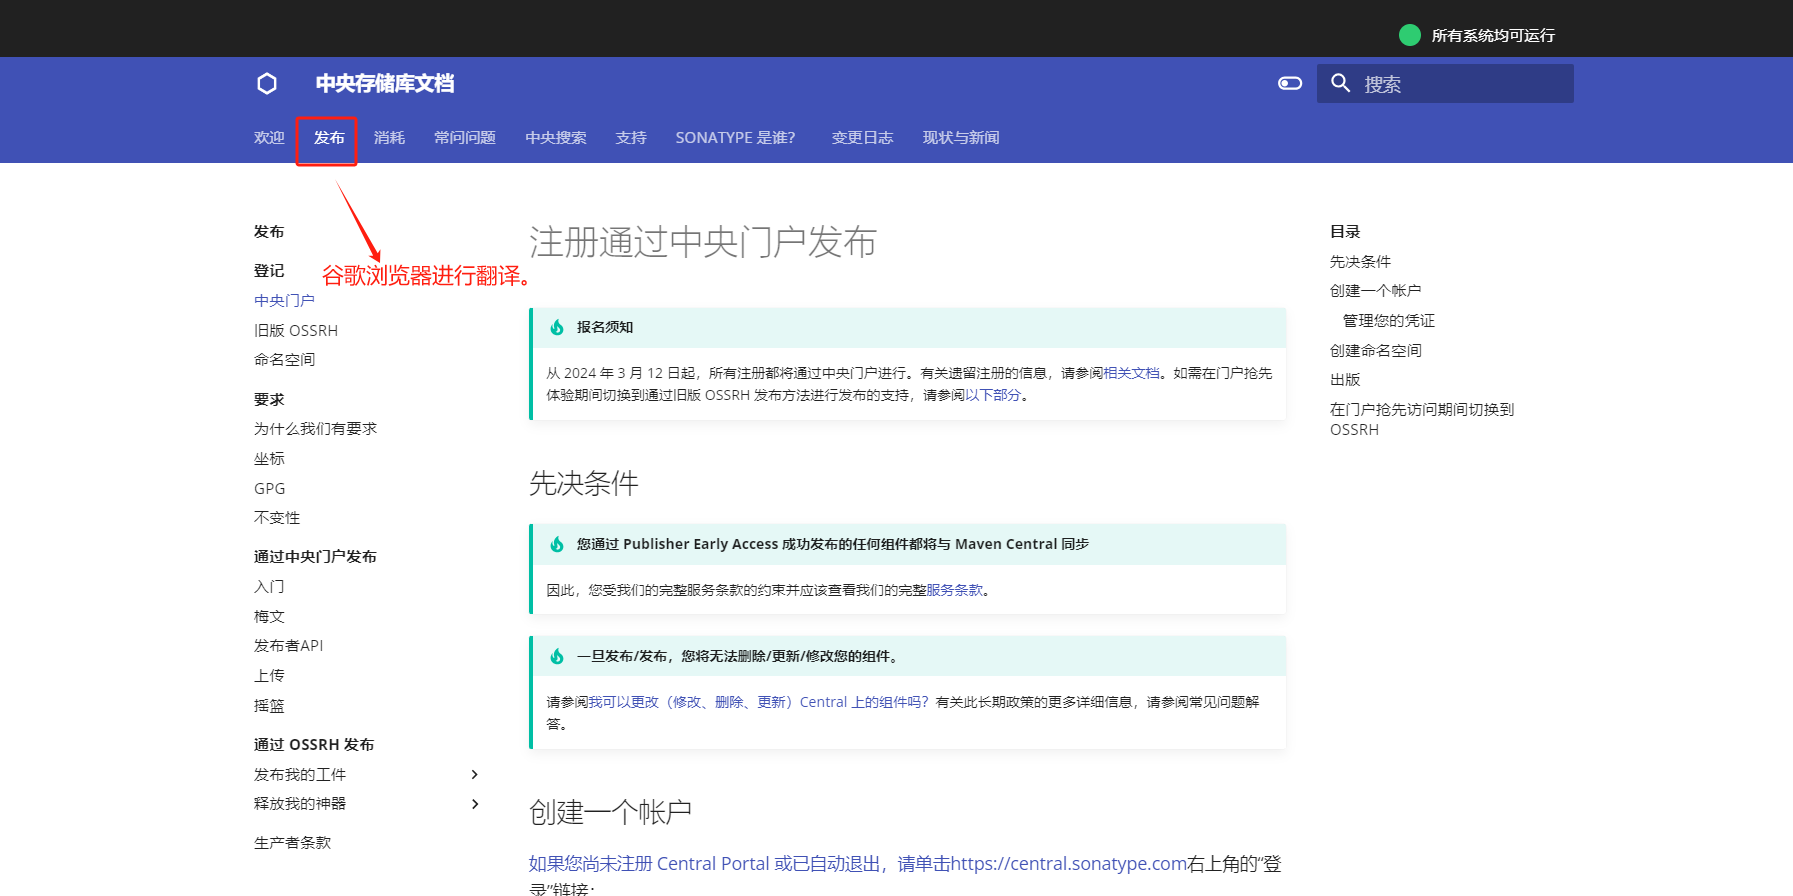 所有系统均可运行
中央存储库文档
搜索
欢迎 发布 消耗 常问问题 中央搜索 支持 SONATYPE 是谁? 变更日志 现状与新闻
谷歌浏览器进行翻译。
发布
登记
中央门户
旧版 OSSRH
命名空间
要求
为什么我们有要求
坐标
GPG
不变性
通过中央门户发布
入门
梅文
发布者API
上传
摇篮
通过 OSSRH 发布
发布我的工件
释放我的神器
生产者条款
注册通过中央门户发布
报名须知
从 2024 年 3 月 12 日起，所有注册都将通过中央门户进行。有关遗留注册的信息，请参阅相关文档。如需在门户抢先
体验期间切换到通过旧版 OSSRH 发布方法进行发布的支持，请参阅以下部分。
先决条件
您通过 Publisher Early Access 成功发布的任何组件都将与 Maven Central 同步
因此，您受我们的完整服务条款的约束并应该查看我们的完整服务条款。
一旦发布/发布，您将无法删除/更新/修改您的组件。
请参阅我可以更改（修改、删除、更新）Central 上的组件吗？有关此长期政策的更多详细信息，请参阅常见问题解
答。
创建一个帐户
如果您尚未注册 Central Portal 或已自动退出，请单击https://central.sonatype.com右上角的“登
录”链接：
目录
先决条件
创建一个帐户
管理您的凭证
创建命名空间
出版
在门户抢先访问期间切换到
OSSRH